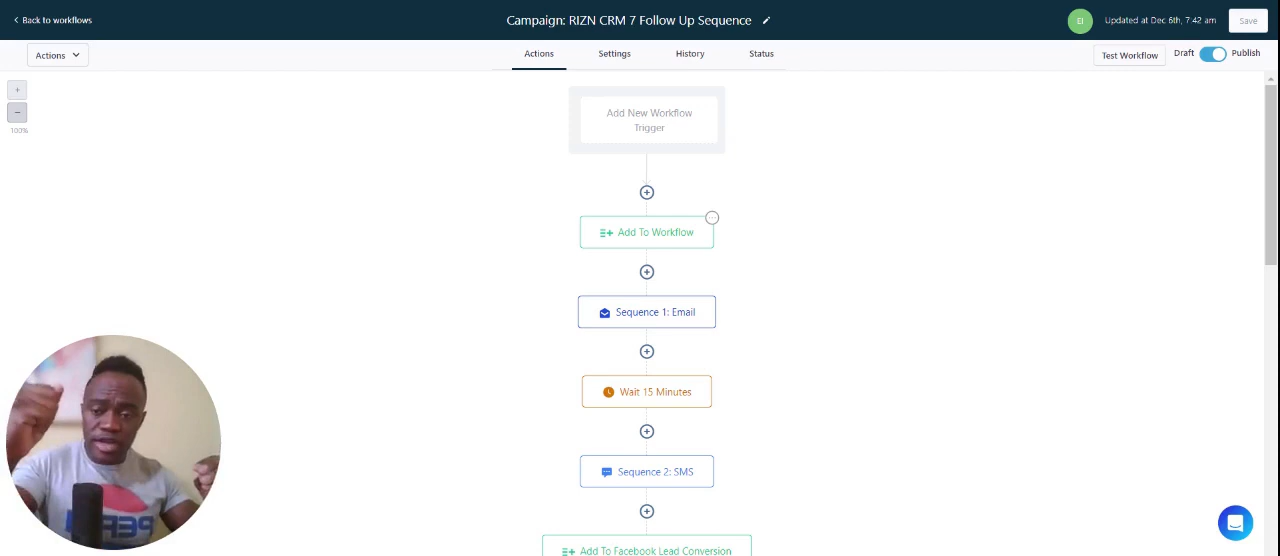 Back to workflows
Campaign: RIZN CRM 7 Follow Up Sequence
EI
Updated at Dec 6th, 7:42 am
Save
Actions
Actions
Settings
History
Status
Test Workflow
Draft
Publish
+
−
100%
Add New Workflow
Trigger
Add To Workflow
Sequence 1: Email
Wait 15 Minutes
Sequence 2: SMS
Add To Facebook Lead Conversion